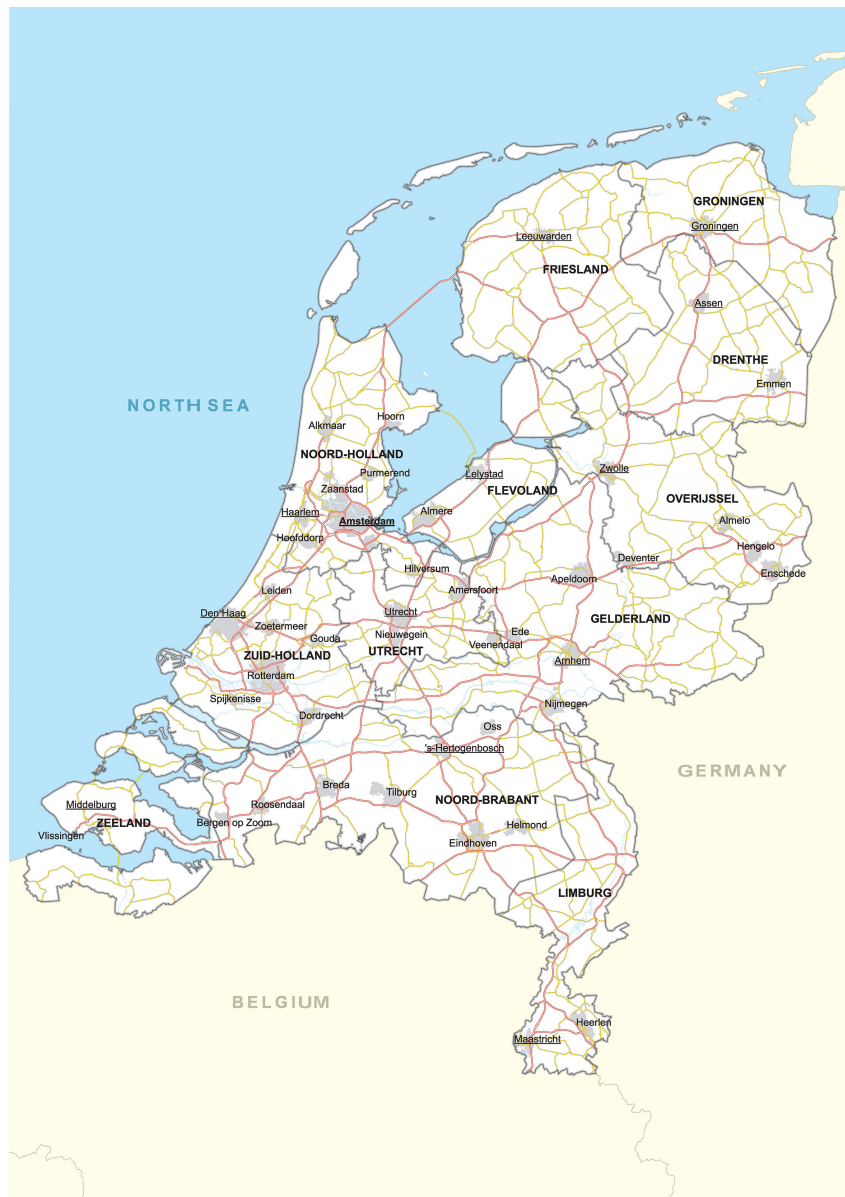 GRONINGEN
Groningen
Leeuwarden
FRIESLAND
Assen
DRENTHE
Emmen
NORTH SEA
Hoorn
Alkmaar
NOORD-HOLLAND
Purmerend
Lelystad
Zwolle
Zaanstad
FLEVOLAND
OVERIJSSEL
Haarlem
Almere
Amsterdam
Almelo
Hoofddorp
Hengelo
Deventer
Hilversum
Enschede
Apeldoorn
Leiden
Amersfoort
Den Haag
Utrecht
GELDERLAND
Zoetermeer
Nieuwegein
Ede
Gouda
Veenendaal
UTRECHT
ZUID-HOLLAND
Arnhem
Rotterdam
Spijkenisse
Nijmegen
Dordrecht
Oss
's-Hertogenbosch
GERMANY
Breda
Tilburg
NOORD-BRABANT
Middelburg
Roosendaal
ZEELAND
Bergen op Zoom
Helmond
Vlissingen
Eindhoven
LIMBURG
BELGIUM
Heerlen
Maastricht